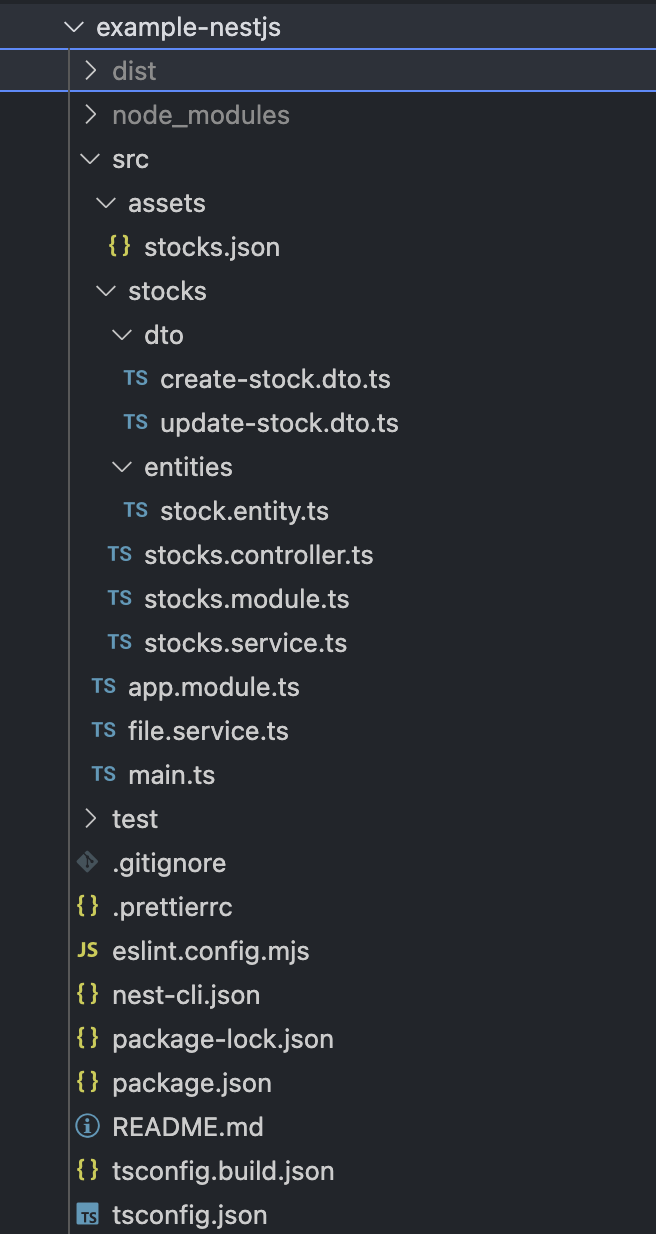 example-nestjs
dist
node_modules
src
assets
{} stocks.json
stocks
dto
TS create-stock.dto.ts
TS update-stock.dto.ts
entities
TS stock.entity.ts
TS stocks.controller.ts
TS stocks.module.ts
TS stocks.service.ts
TS app.module.ts
TS file.service.ts
TS main.ts
test
.gitignore
{} .prettierrc
JS eslint.config.mjs
{} nest-cli.json
{} package-lock.json
{} package.json
i README.md
{} tsconfig.build.json
TS tsconfig.json